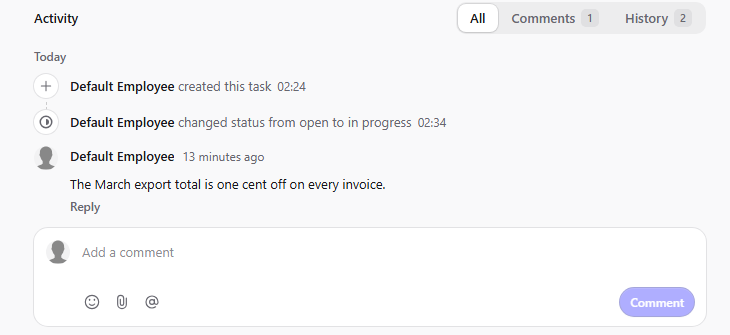 Activity
All
Comments 1
History 2
Today
Default Employee created this task 02:24
Default Employee changed status from open to in progress 02:34
Default Employee 13 minutes ago
The March export total is one cent off on every invoice.
Reply
Add a comment
Comment